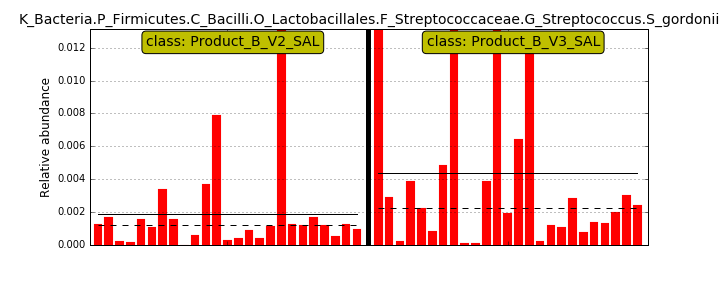 K_Bacteria.P_Firmicutes.C_Bacilli.O_Lactobacillales.F_Streptococcaceae.G_Streptococcus.S_gordonii
class: Product_B_V2_SAL
class: Product_B_V3_SAL
Relative abundance
0.012
0.010
0.008
0.006
0.004
0.002
0.000